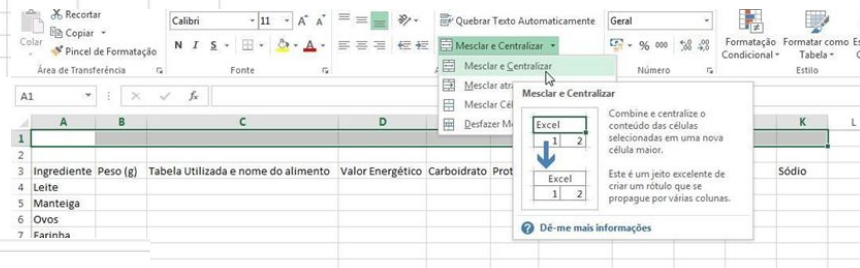 Recortar
Copiar
Colar
Pincel de Formatação
Área de Transferência
Calibri 11 A A
N I S A
Fonte
Quebrar Texto Automaticamente
Mesclar e Centralizar
Mesclar e Centralizar
Mesclar
Mesclar
Desfazer
Geral
% 000
Número
Formatação Condicional
Formatar como Tabela
Estilo
A1 fx
Mesclar e Centralizar
Combine e centralize o
conteúdo das células
selecionadas em uma nova
célula maior.
Este é um jeito excelente de
criar um rótulo que se
propague por várias colunas.
Excel
1 2
Excel
1 2
Dê-me mais informações
A B C D K L
1
2
3 Ingrediente Peso (g) Tabela Utilizada e nome do alimento Valor Energético Carboidrato Sódio
4 Leite
5 Manteiga
6 Ovos
7 Farinha